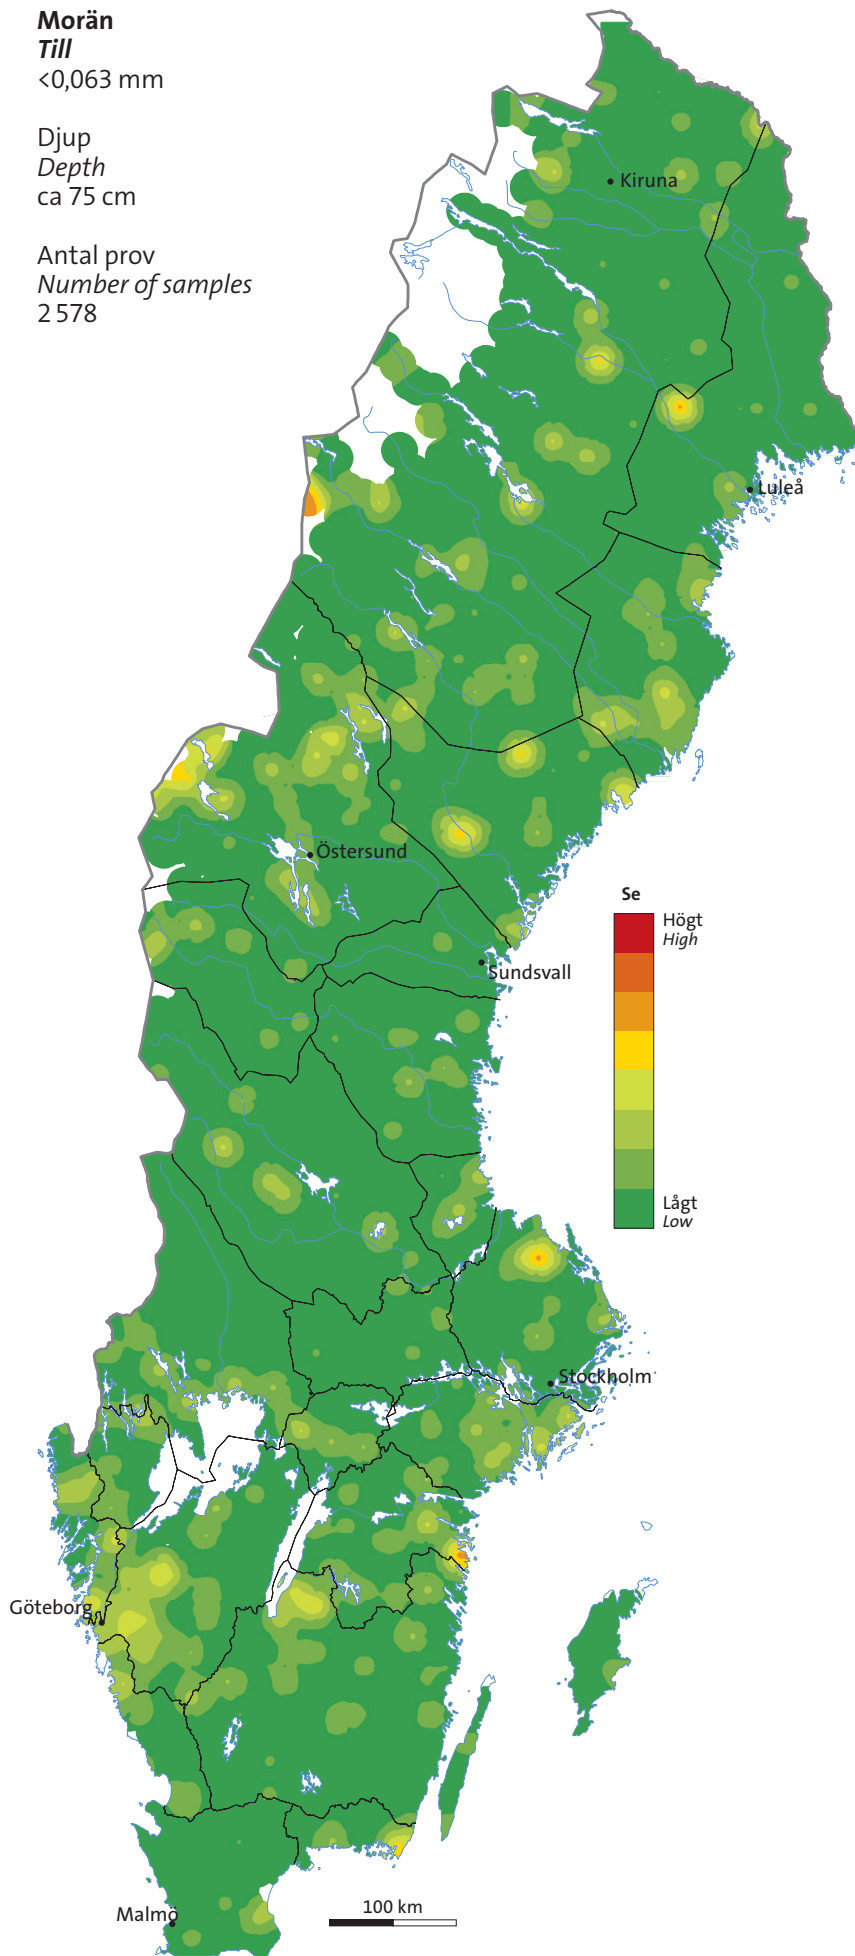 Morän
Till
<0,063 mm
Djup
Depth
ca 75 cm
Antal prov
Number of samples
2 578
Kiruna
Luleå
Östersund
Sundsvall
Se
Högt
High
Lågt
Low
Stockholm
Göteborg
Malmö
100 km